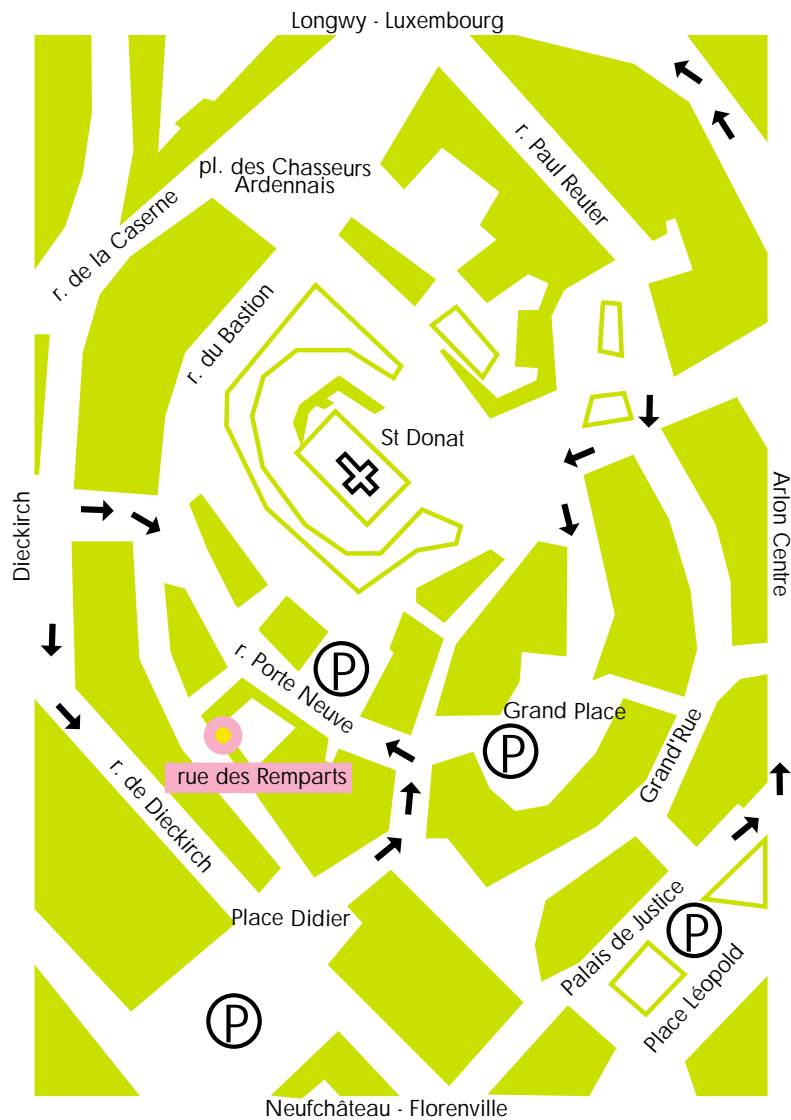 Longwy - Luxembourg
r. Paul Reuter
pl. des Chasseurs
Ardennais
r. de la Caserne
r. du Bastion
St Donat
Dieckirch
Arlon Centre
r. Porte Neuve
P
Grand Place
P
Grand'Rue
rue des Remparts
r. de Dieckirch
Place Didier
Palais de Justice
P
Place Léopold
P
Neufchâteau - Florenville